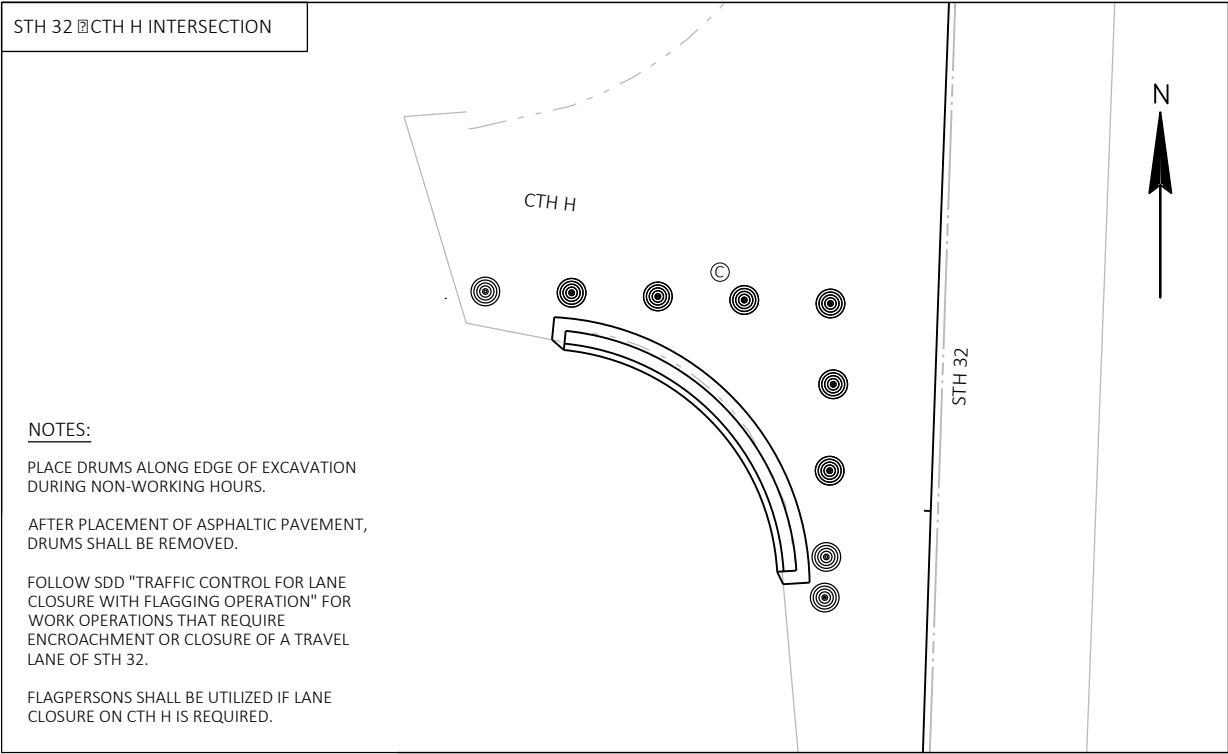 STH 32 ⍰ CTH H INTERSECTION
N
CTH H
C
STH 32
NOTES:
PLACE DRUMS ALONG EDGE OF EXCAVATION
DURING NON-WORKING HOURS.
AFTER PLACEMENT OF ASPHALTIC PAVEMENT,
DRUMS SHALL BE REMOVED.
FOLLOW SDD "TRAFFIC CONTROL FOR LANE
CLOSURE WITH FLAGGING OPERATION" FOR
WORK OPERATIONS THAT REQUIRE
ENCROACHMENT OR CLOSURE OF A TRAVEL
LANE OF STH 32.
FLAGPERSONS SHALL BE UTILIZED IF LANE
CLOSURE ON CTH H IS REQUIRED.